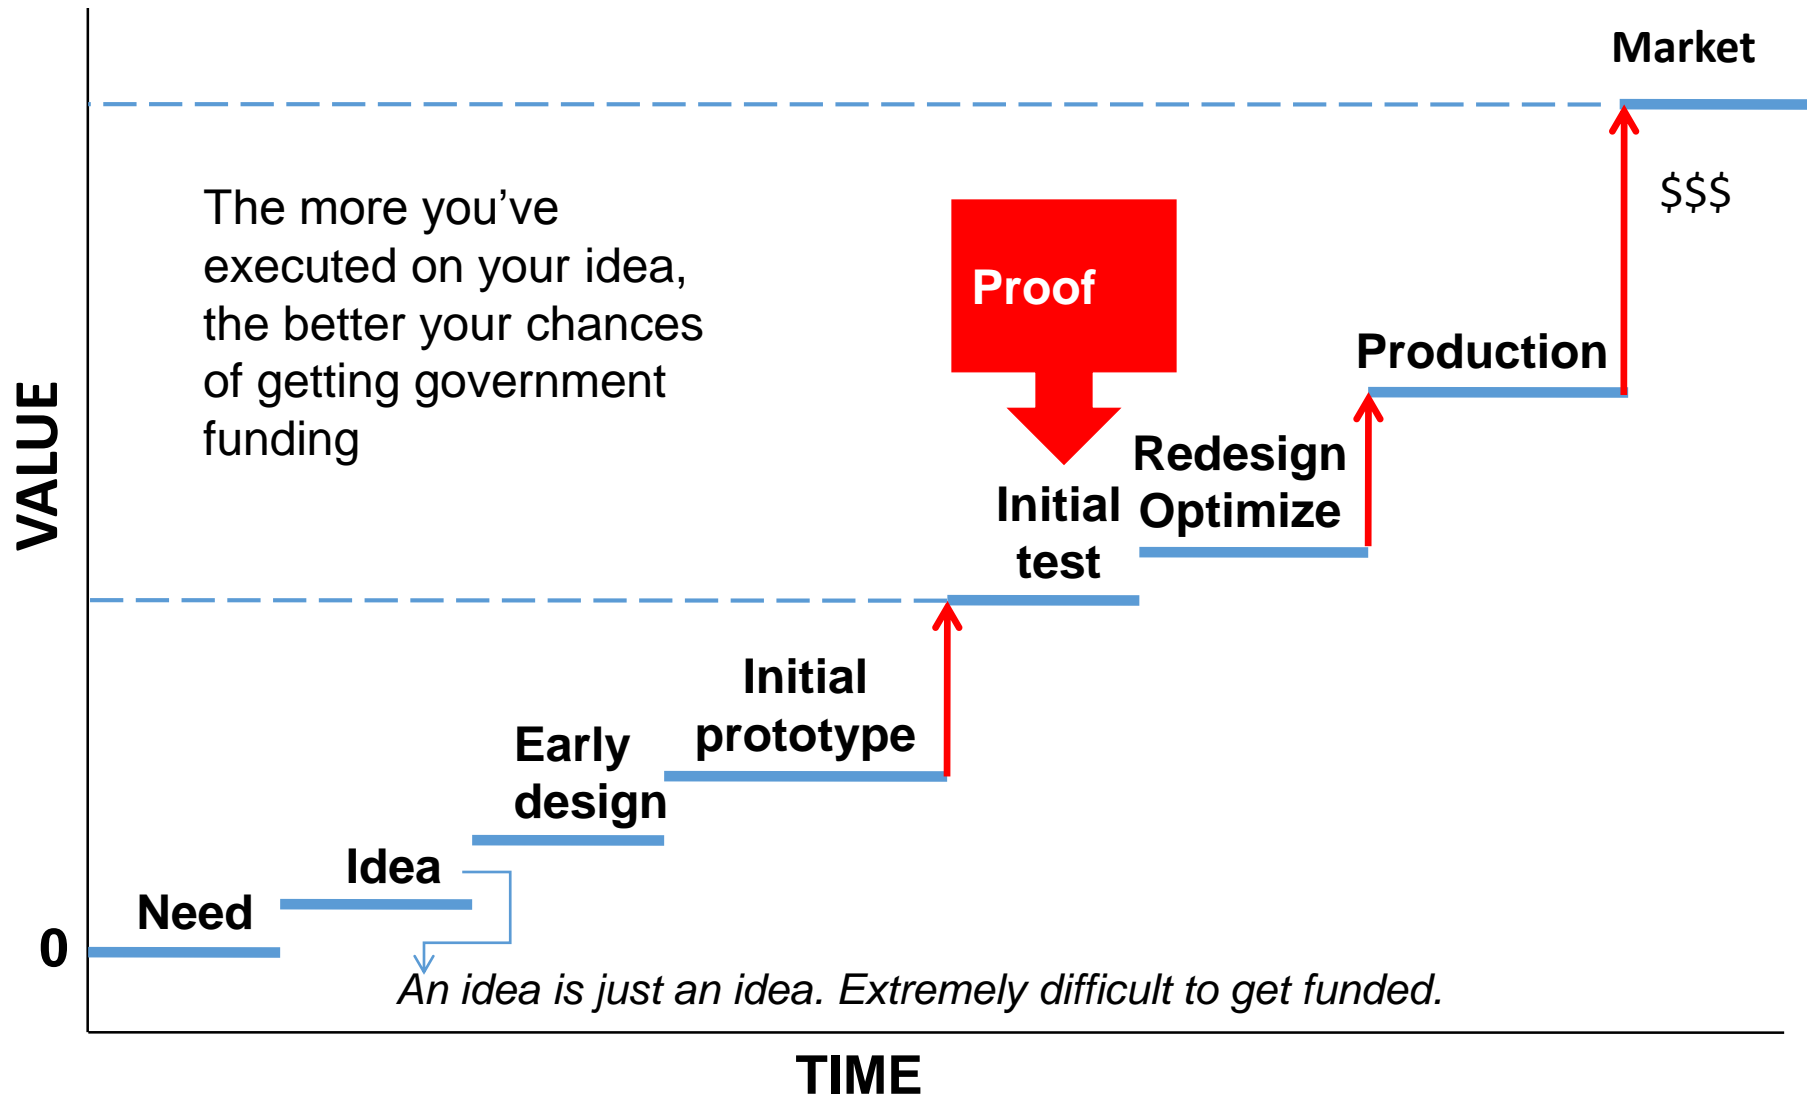 Market
$$$
The more you’ve
executed on your idea,
the better your chances
of getting government
funding
Proof
Production
Redesign
Optimize
Initial
test
Initial
prototype
Early
design
Idea
Need
VALUE
0
An idea is just an idea. Extremely difficult to get funded.
TIME